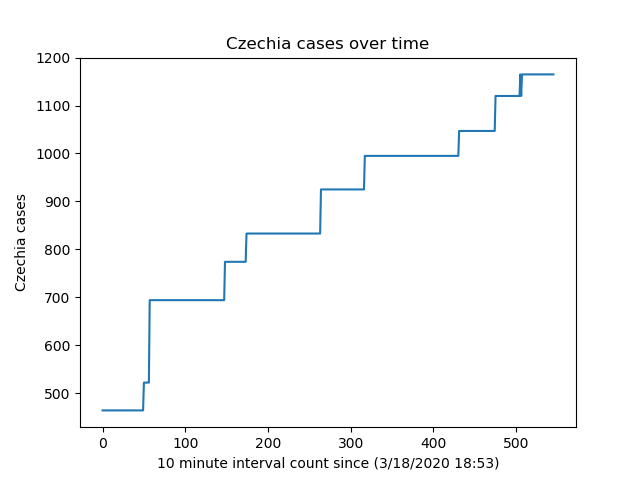 Czechia cases over time
1200
1100
1000
900
800
700
600
500
Czechia cases
0 100 200 300 400 500
10 minute interval count since (3/18/2020 18:53)